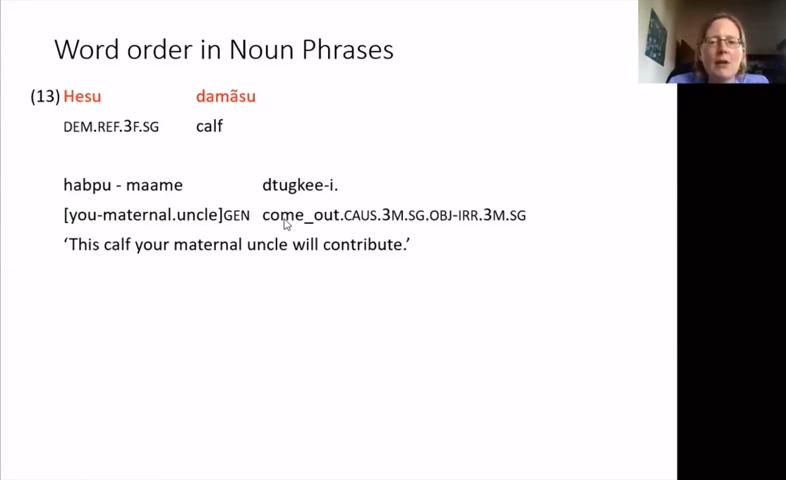 Word order in Noun Phrases
(13) Hesu damãsu
DEM.REF.3F.SG calf
habpu - maame dtugkee-i.
[you-maternal.uncle]GEN come_out.CAUS.3M.SG.OBJ-IRR.3M.SG
‘This calf your maternal uncle will contribute.’